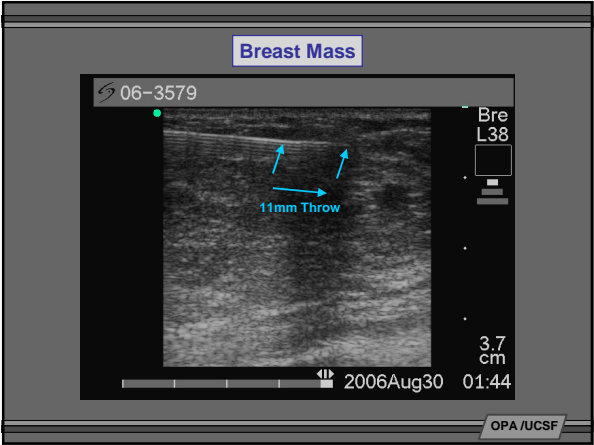 Breast Mass
06-3579
Bre
L38
11mm Throw
3.7
cm
2006Aug30 01:44
OPA /UCSF